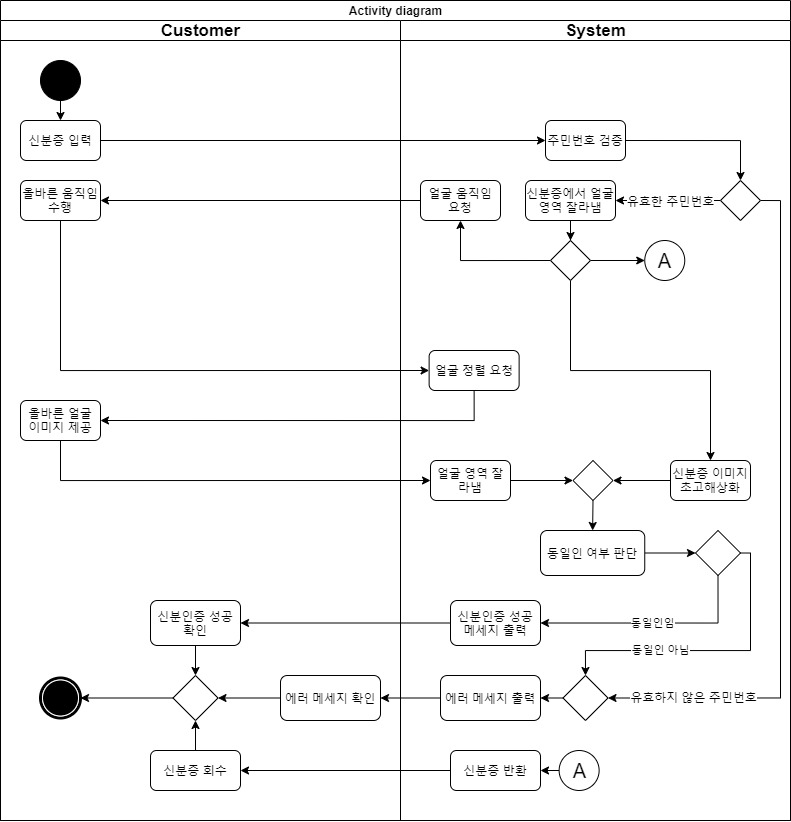 Activity diagram
Customer
System
신분증 입력
주민번호 검증
올바른 움직임
수행
얼굴 움직임
요청
신분증에서 얼굴
영역 잘라냄
유효한 주민번호
A
얼굴 정렬 요청
올바른 얼굴
이미지 제공
얼굴 영역 잘
라냄
신분증 이미지
초고해상화
동일인 여부 판단
신분인증 성공
확인
신분인증 성공
메세지 출력
동일인임
동일인 아님
에러 메세지 확인
에러 메세지 출력
유효하지 않은 주민번호
신분증 회수
신분증 반환
A